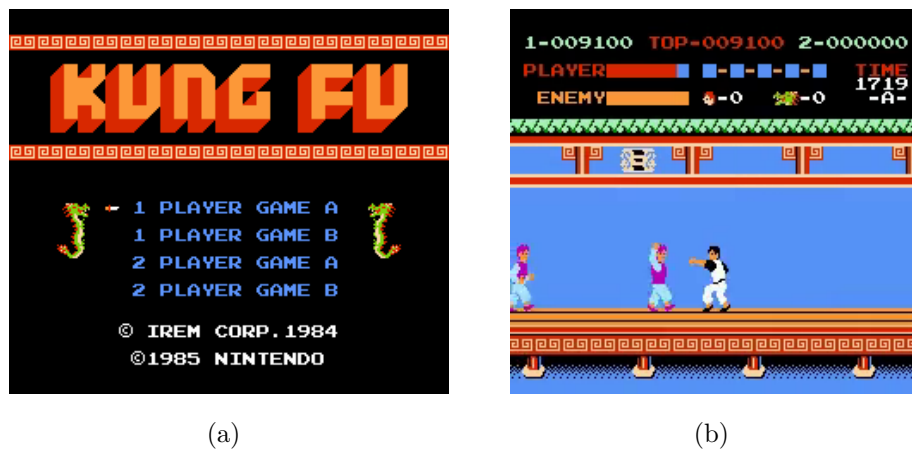 KUNG FU
1 PLAYER GAME A
1 PLAYER GAME B
2 PLAYER GAME A
2 PLAYER GAME B
© IREM CORP.1984
©1985 NINTENDO
(a)
1-009100 TOP-009100 2-000000
PLAYER TIME
1719
ENEMY -0 -0 -A-
(b)